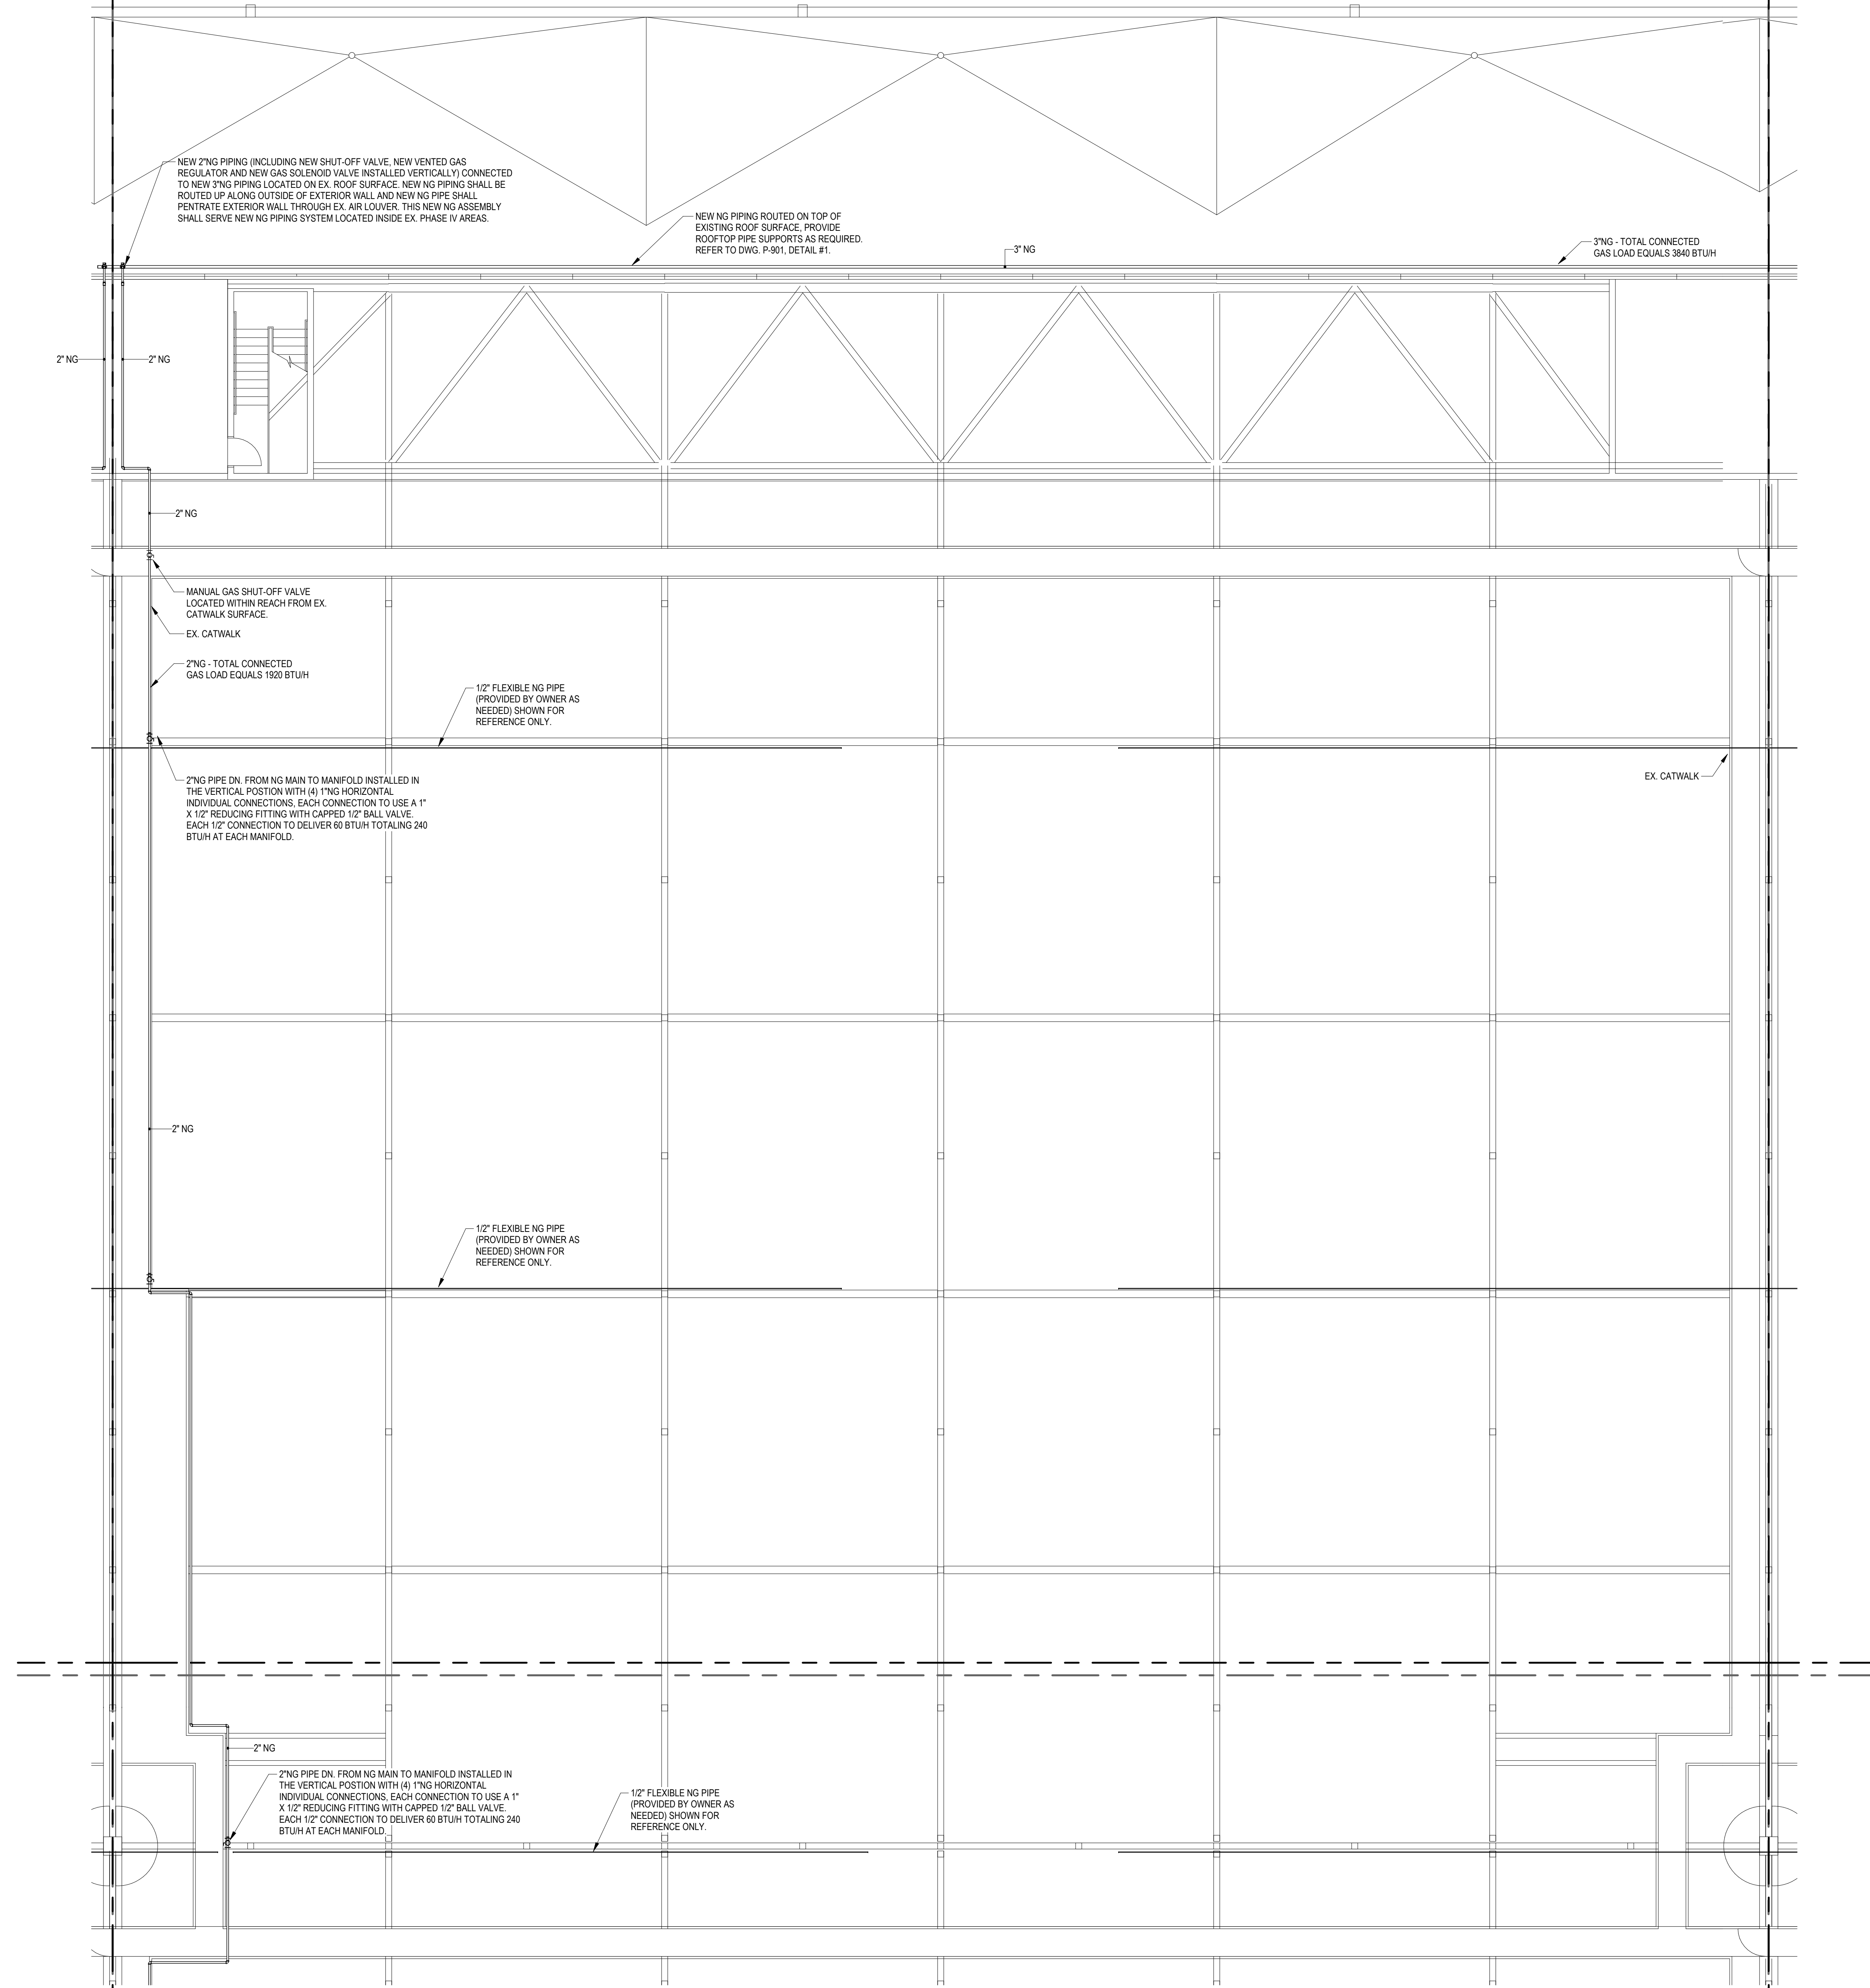 NEW 2"NG PIPING (INCLUDING NEW SHUT-OFF VALVE, NEW VENTED GAS
REGULATOR AND NEW GAS SOLENOID VALVE INSTALLED VERTICALLY) CONNECTED
TO NEW 3"NG PIPING LOCATED ON EX. ROOF SURFACE. NEW NG PIPING SHALL BE
ROUTED UP ALONG OUTSIDE OF EXTERIOR WALL AND NEW NG PIPE SHALL
PENTRATE EXTERIOR WALL THROUGH EX. AIR LOUVER. THIS NEW NG ASSEMBLY
SHALL SERVE NEW NG PIPING SYSTEM LOCATED INSIDE EX. PHASE IV AREAS.
NEW NG PIPING ROUTED ON TOP OF
EXISTING ROOF SURFACE, PROVIDE
ROOFTOP PIPE SUPPORTS AS REQUIRED.
REFER TO DWG. P-901, DETAIL #1.
3" NG
3"NG - TOTAL CONNECTED
GAS LOAD EQUALS 3840 BTU/H
2" NG
2" NG
2" NG
MANUAL GAS SHUT-OFF VALVE
LOCATED WITHIN REACH FROM EX.
CATWALK SURFACE.
EX. CATWALK
2"NG - TOTAL CONNECTED
GAS LOAD EQUALS 1920 BTU/H
1/2" FLEXIBLE NG PIPE
(PROVIDED BY OWNER AS
NEEDED) SHOWN FOR
REFERENCE ONLY.
EX. CATWALK
2"NG PIPE DN. FROM NG MAIN TO MANIFOLD INSTALLED IN
THE VERTICAL POSTION WITH (4) 1"NG HORIZONTAL
INDIVIDUAL CONNECTIONS, EACH CONNECTION TO USE A 1"
X 1/2" REDUCING FITTING WITH CAPPED 1/2" BALL VALVE.
EACH 1/2" CONNECTION TO DELIVER 60 BTU/H TOTALING 240
BTU/H AT EACH MANIFOLD.
2" NG
1/2" FLEXIBLE NG PIPE
(PROVIDED BY OWNER AS
NEEDED) SHOWN FOR
REFERENCE ONLY.
2" NG
2"NG PIPE DN. FROM NG MAIN TO MANIFOLD INSTALLED IN
THE VERTICAL POSTION WITH (4) 1"NG HORIZONTAL
INDIVIDUAL CONNECTIONS, EACH CONNECTION TO USE A 1"
X 1/2" REDUCING FITTING WITH CAPPED 1/2" BALL VALVE.
EACH 1/2" CONNECTION TO DELIVER 60 BTU/H TOTALING 240
BTU/H AT EACH MANIFOLD.
1/2" FLEXIBLE NG PIPE
(PROVIDED BY OWNER AS
NEEDED) SHOWN FOR
REFERENCE ONLY.